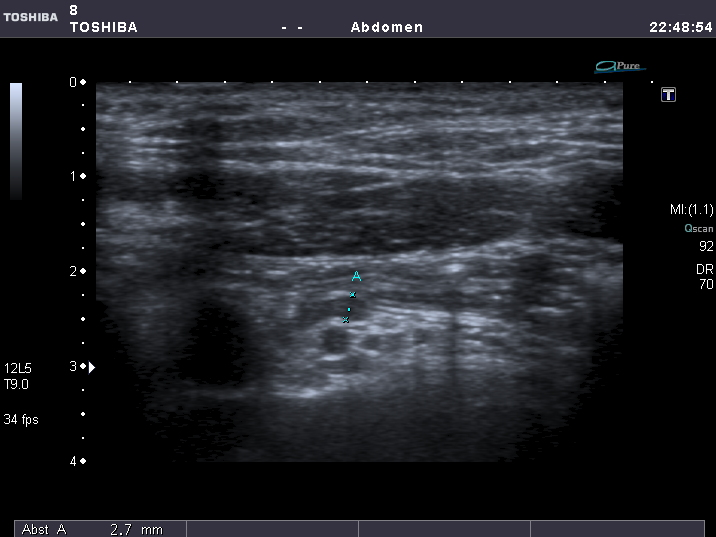 TOSHIBA
8
TOSHIBA - - Abdomen 22:48:54
aPure
T
0
1
2
3
4
A
MI:(1.1)
Qscan
92
DR
70
12L5
T9.0
34 fps
Abst A 2.7 mm